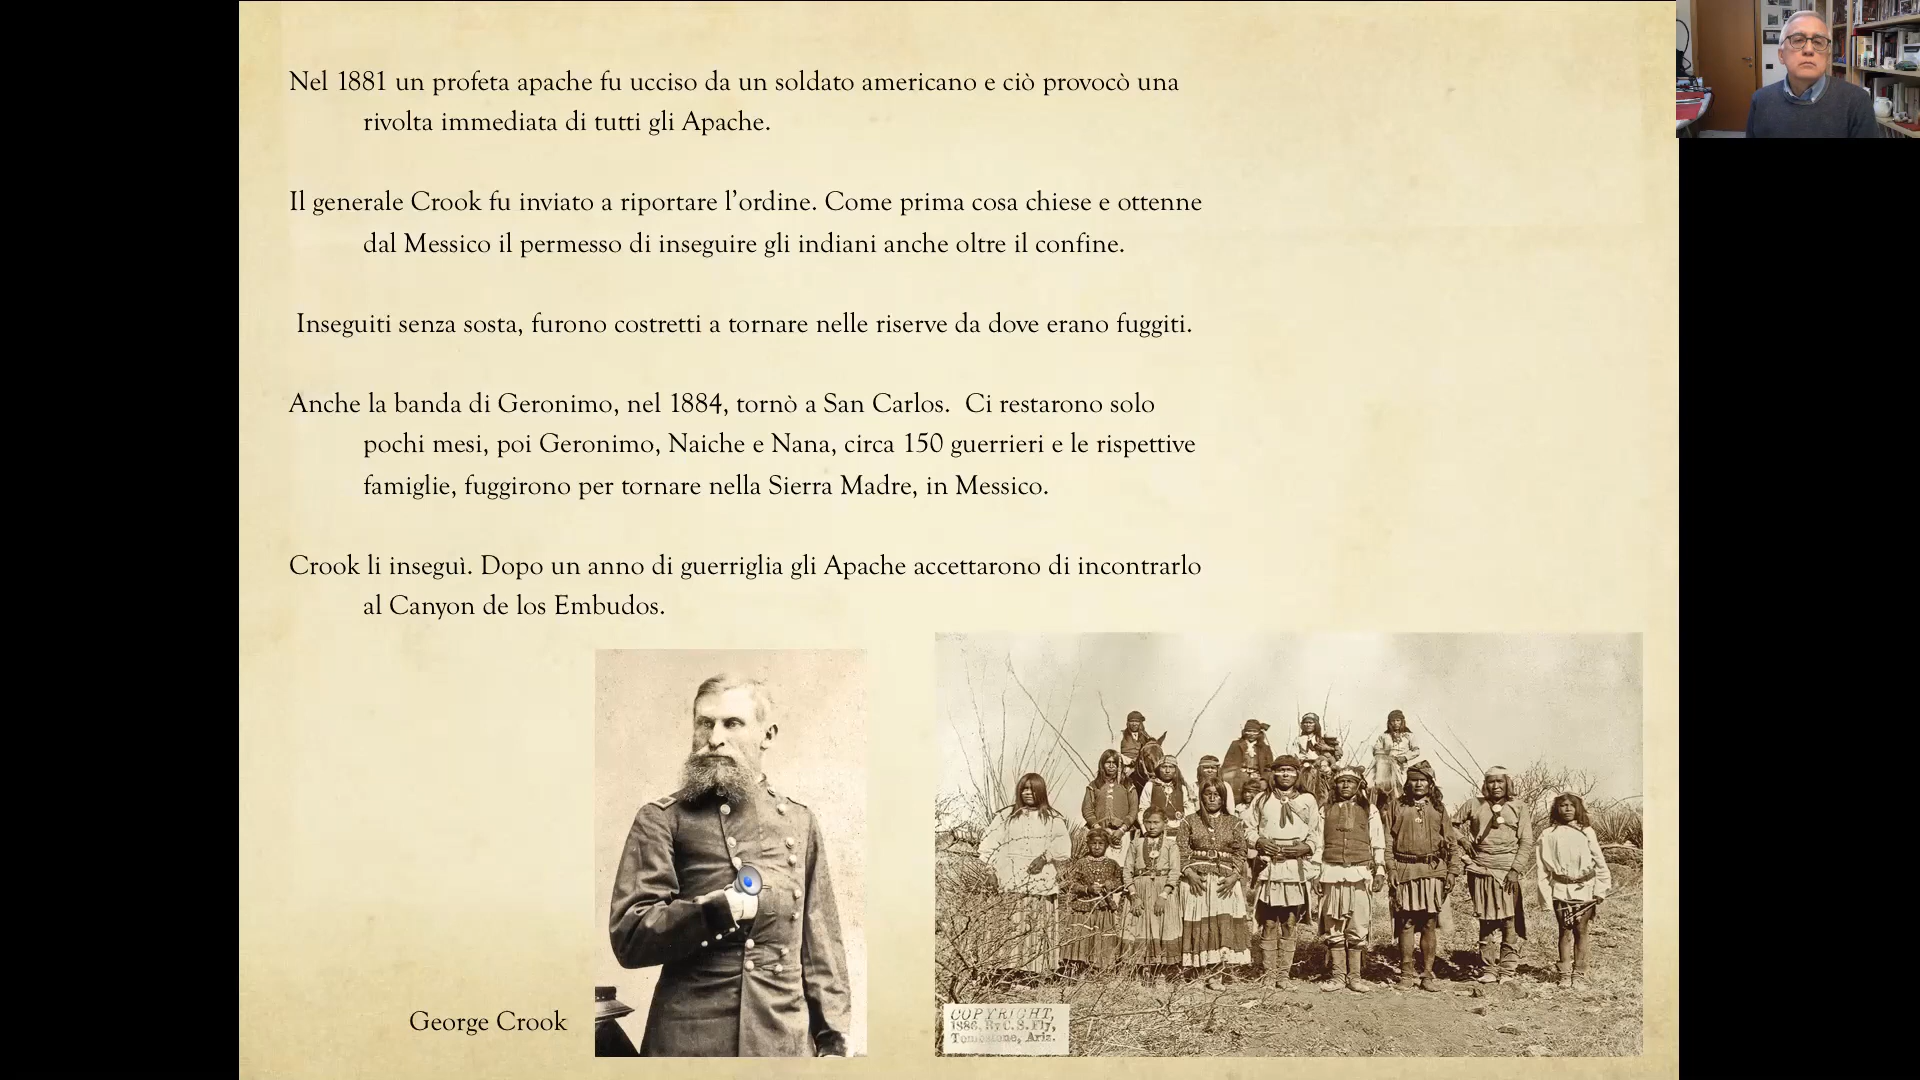 Nel 1881 un profeta apache fu ucciso da un soldato americano e ciò provocò una
rivolta immediata di tutti gli Apache.
Il generale Crook fu inviato a riportare l’ordine. Come prima cosa chiese e ottenne
dal Messico il permesso di inseguire gli indiani anche oltre il confine.
Inseguiti senza sosta, furono costretti a tornare nelle riserve da dove erano fuggiti.
Anche la banda di Geronimo, nel 1884, tornò a San Carlos. Ci restarono solo
pochi mesi, poi Geronimo, Naiche e Nana, circa 150 guerrieri e le rispettive
famiglie, fuggirono per tornare nella Sierra Madre, in Messico.
Crook li inseguì. Dopo un anno di guerriglia gli Apache accettarono di incontrarlo
al Canyon de los Embudos.
George Crook
COPYRIGHT,
1886, By C. S. Fly,
Tombstone, Ariz.